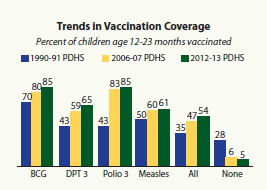 Trends in Vaccination Coverage
Percent of children age 12-23 months vaccinated
1990-91 PDHS 2006-07 PDHS 2012-13 PDHS
70 80 85
43 59 65
43 83 85
50 60 61
35 47 54
28 6 5
BCG DPT 3 Polio 3 Measles All None